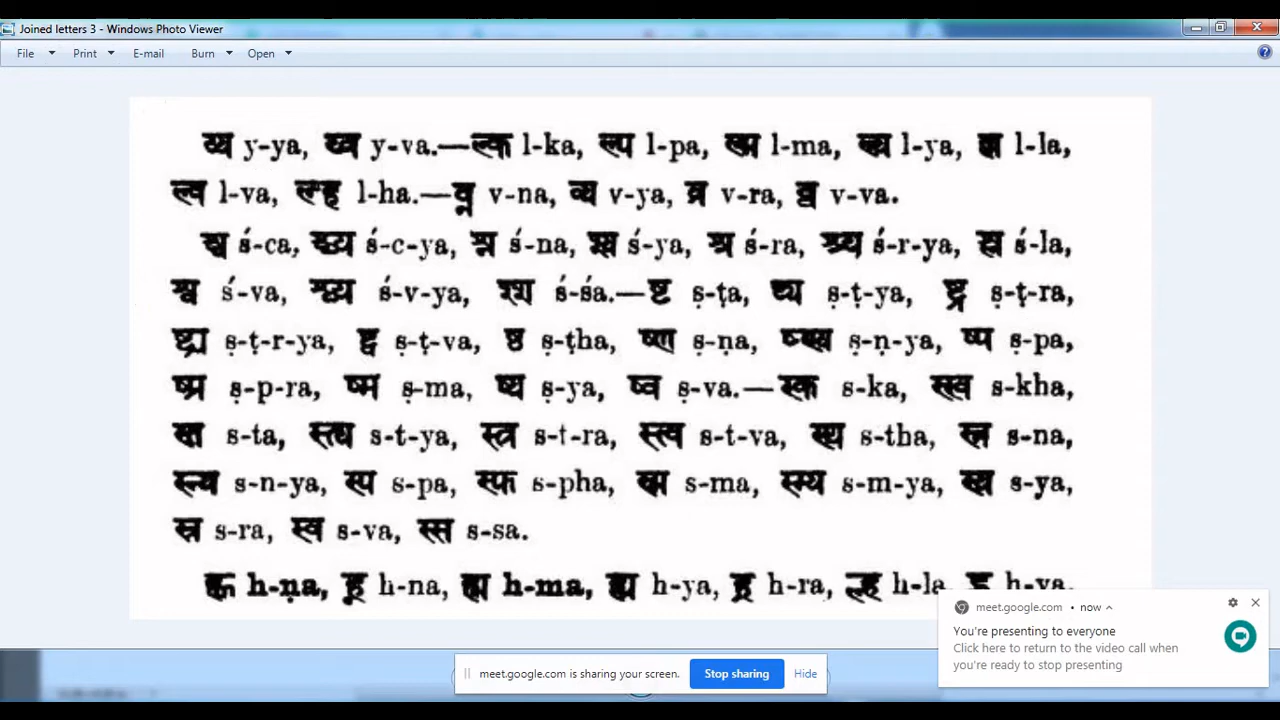 Joined letters 3 - Windows Photo Viewer
File Print E-mail Burn Open
य्य y-ya, य्व y-va.—ल्क l-ka, ल्प l-pa, ल्म l-ma, ल्य l-ya, ल्ल l-la,
ल्व l-va, ल्ह l-ha.—व्न v-na, व्य v-ya, व्र v-ra, व्व v-va.
श्च ś-ca, श्च्य ś-c-ya, श्न ś-na, श्य ś-ya, श्र ś-ra, श्र्य ś-r-ya, श्ल ś-la,
श्व ś-va, श्व्य ś-v-ya, श्श ś-śa.—ष्ट ṣ-ṭa, ष्ट्य ṣ-ṭ-ya, ष्ट्र ṣ-ṭ-ra,
ष्ट्र्य ṣ-ṭ-r-ya, ष्ट्व ṣ-ṭ-va, ष्ठ ṣ-ṭha, ष्ण ṣ-ṇa, ष्ण्य ṣ-ṇ-ya, ष्प ṣ-pa,
ष्प्र ṣ-p-ra, ष्म ṣ-ma, ष्य ṣ-ya, ष्व ṣ-va.—स्क s-ka, स्ख s-kha,
स्त s-ta, स्त्य s-t-ya, स्त्र s-t-ra, स्त्व s-t-va, स्थ s-tha, स्न s-na,
स्न्य s-n-ya, स्प s-pa, स्फ s-pha, स्म s-ma, स्म्य s-m-ya, स्य s-ya,
स्र s-ra, स्व s-va, स्स s-sa.
ह्ण h-ṇa, ह्न h-na, ह्म h-ma, ह्य h-ya, ह्र h-ra, ह्ल h-la, ह्व h-va.
meet.google.com • now
You're presenting to everyone
Click here to return to the video call when
you're ready to stop presenting
meet.google.com is sharing your screen. Stop sharing Hide